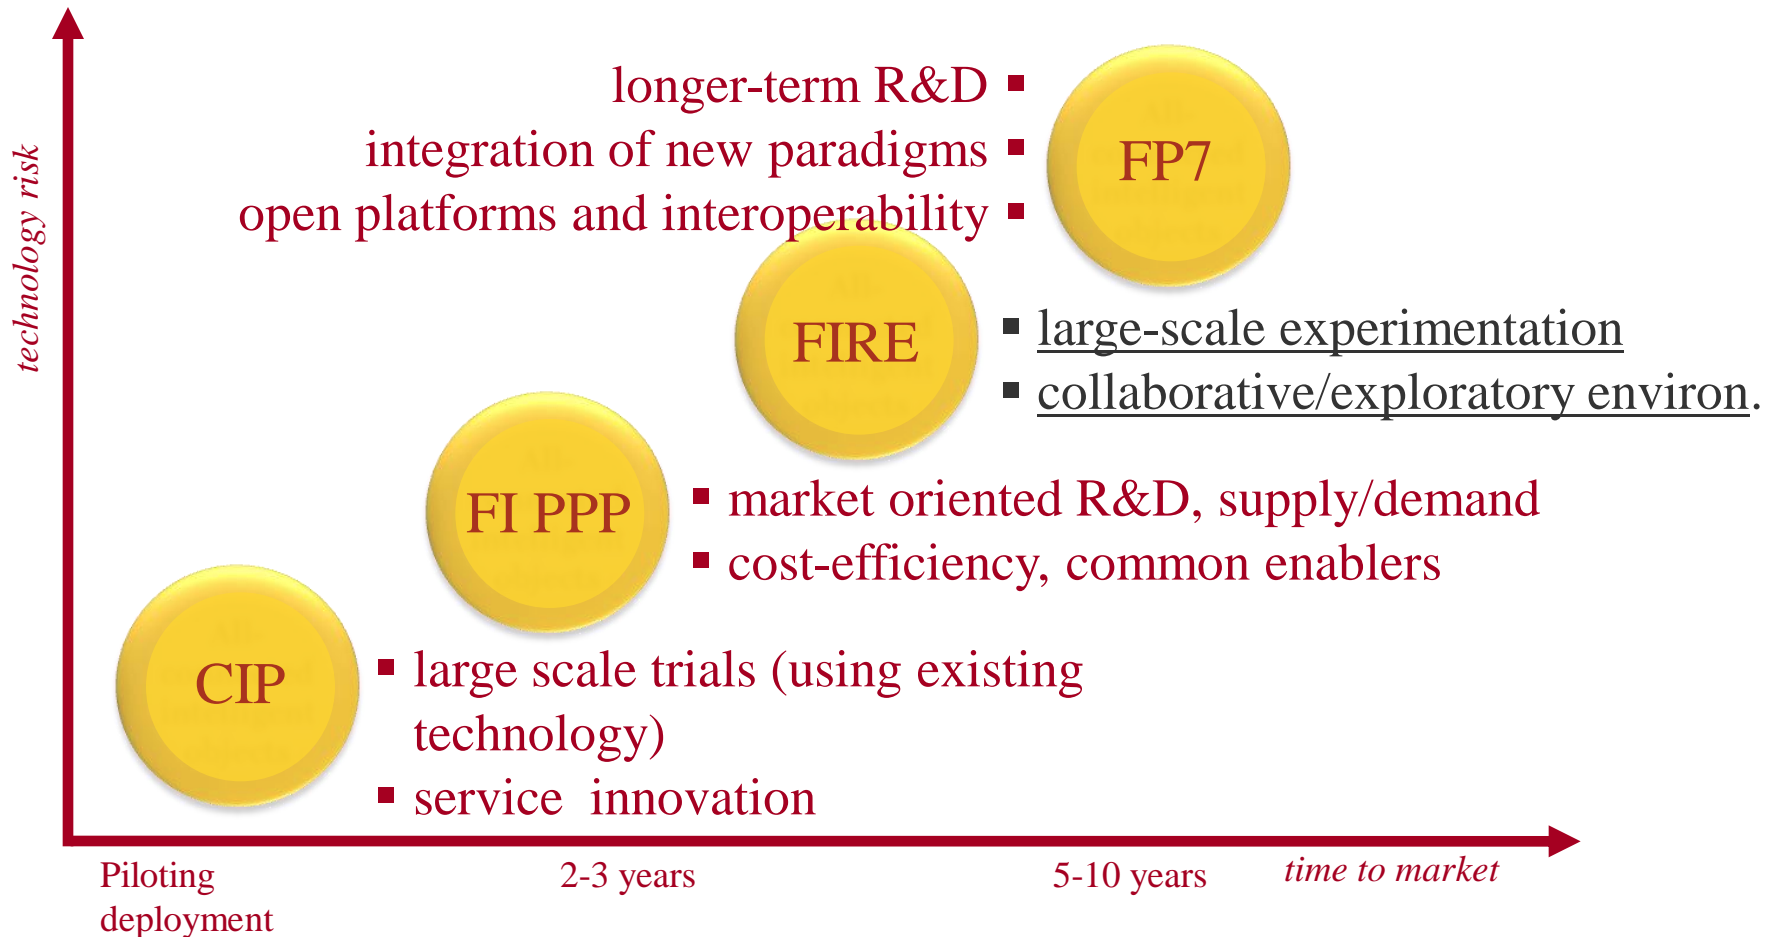 technology risk
longer-term R&D ▪
integration of new paradigms ▪
open platforms and interoperability ▪
FP7
FIRE
▪ large-scale experimentation
▪ collaborative/exploratory environ.
FI PPP
▪ market oriented R&D, supply/demand
▪ cost-efficiency, common enablers
CIP
▪ large scale trials (using existing
technology)
▪ service innovation
Piloting
deployment
2-3 years
5-10 years
time to market